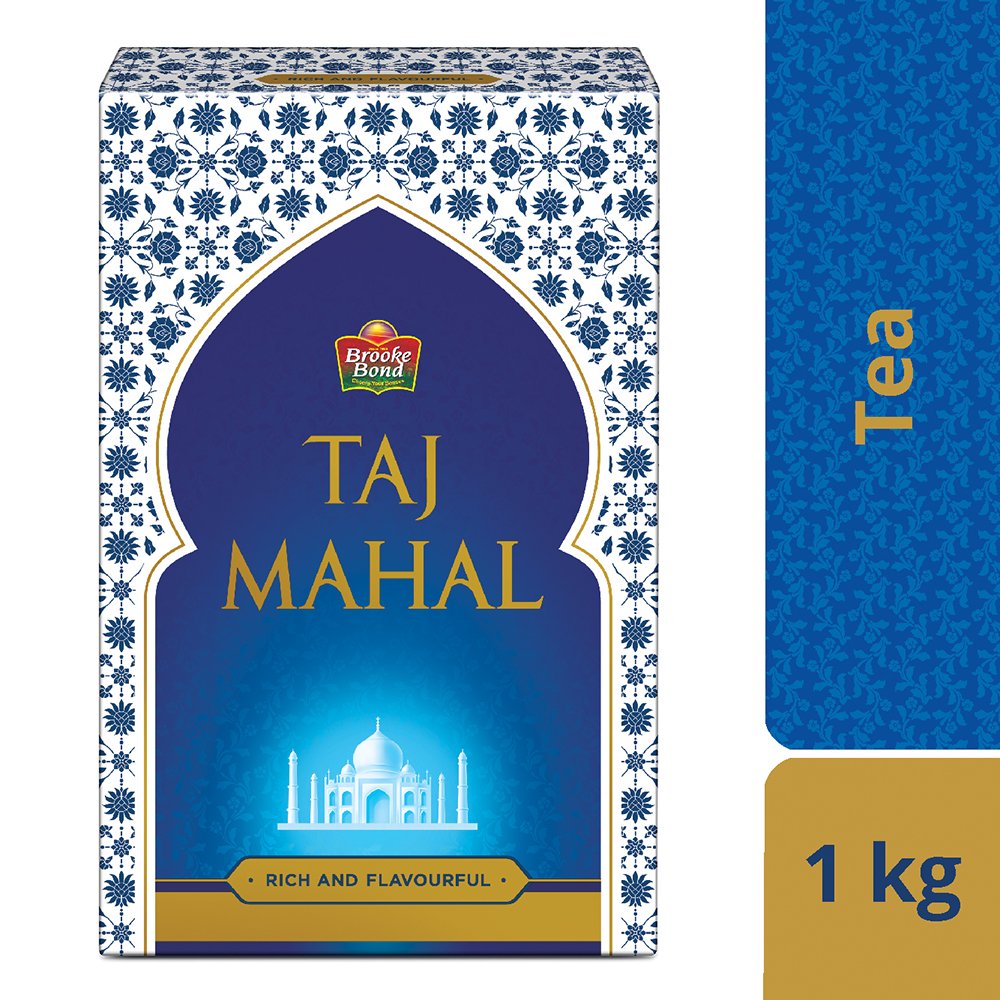 RICH AND FLAVOURFUL
Brooke
Bond
TAJ
MAHAL
• RICH AND FLAVOURFUL •
Tea
1 kg